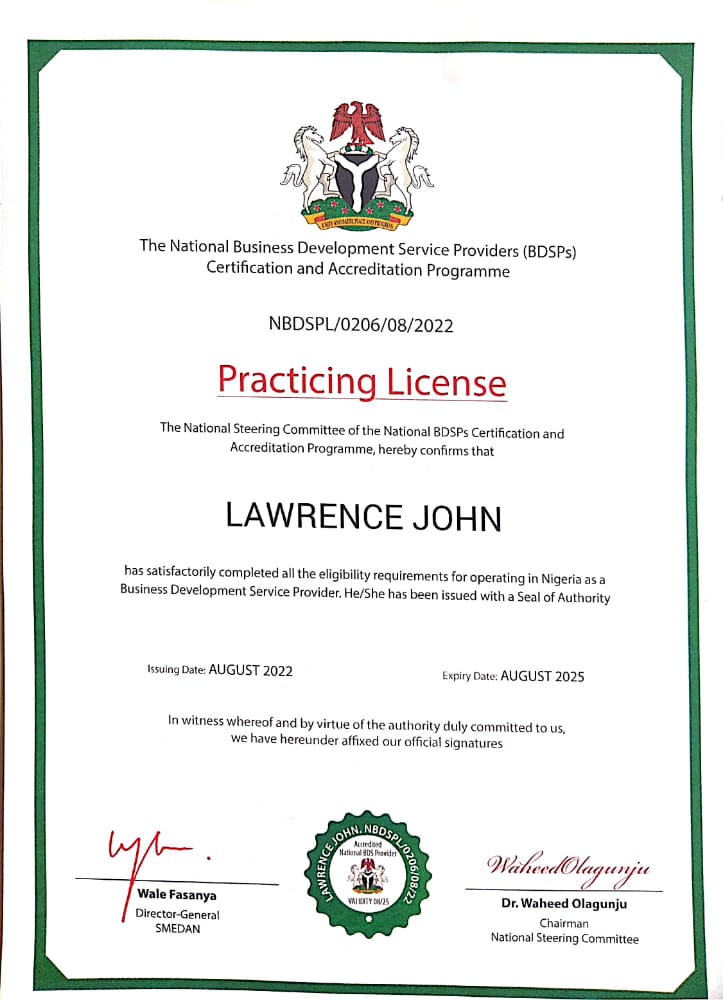 UNITY AND FAITH, PEACE AND PROGRESS
The National Business Development Service Providers (BDSPs)
Certification and Accreditation Programme
NBDSPL/0206/08/2022
Practicing License
The National Steering Committee of the National BDSPs Certification and
Accreditation Programme, hereby confirms that
LAWRENCE JOHN
has satisfactorily completed all the eligibility requirements for operating in Nigeria as a
Business Development Service Provider. He/She has been issued with a Seal of Authority
Issuing Date: AUGUST 2022
Expiry Date: AUGUST 2025
In witness whereof and by virtue of the authority duly committed to us,
we have hereunder affixed our official signatures
Wale Fasanya
Director-General
SMEDAN
LAWRENCE JOHN. NBDSPL/0206/08/22
Accredited
National BDS Provider
VALIDITY 08/25
WaheedOlagunju
Dr. Waheed Olagunju
Chairman
National Steering Committee